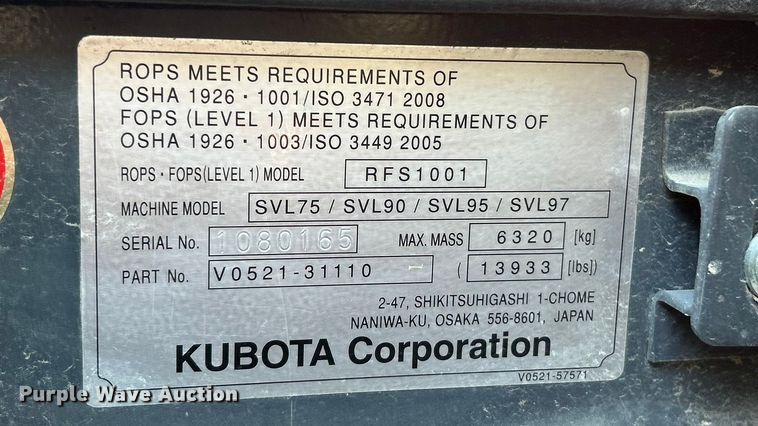 ROPS MEETS REQUIREMENTS OF
OSHA 1926 · 1001/ISO 3471 2008
FOPS (LEVEL 1) MEETS REQUIREMENTS OF
OSHA 1926 · 1003/ISO 3449 2005
ROPS · FOPS(LEVEL 1) MODEL RFS1001
MACHINE MODEL SVL75 / SVL90 / SVL95 / SVL97
SERIAL No. 1080165 MAX. MASS 6320 [kg]
PART No. V0521-31110 ( 13933 [lbs])
2-47, SHIKITSUHIGASHI 1-CHOME
NANIWA-KU, OSAKA 556-8601, JAPAN
KUBOTA Corporation
V0521-57571
Purple Wave Auction